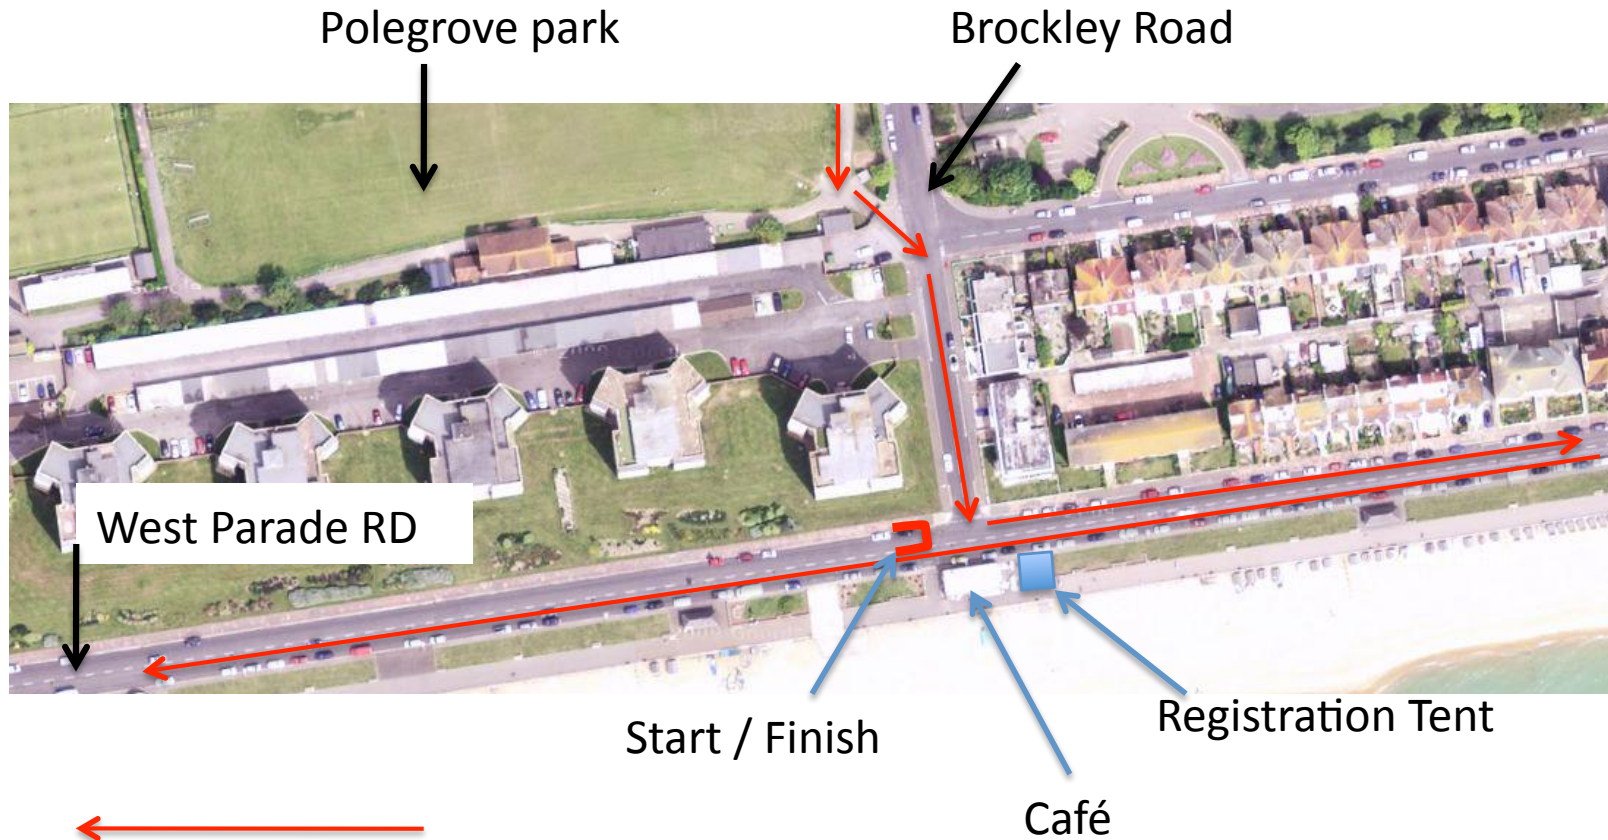 Polegrove park
Brockley Road
West Parade RD
Start / Finish
Registration Tent
Café